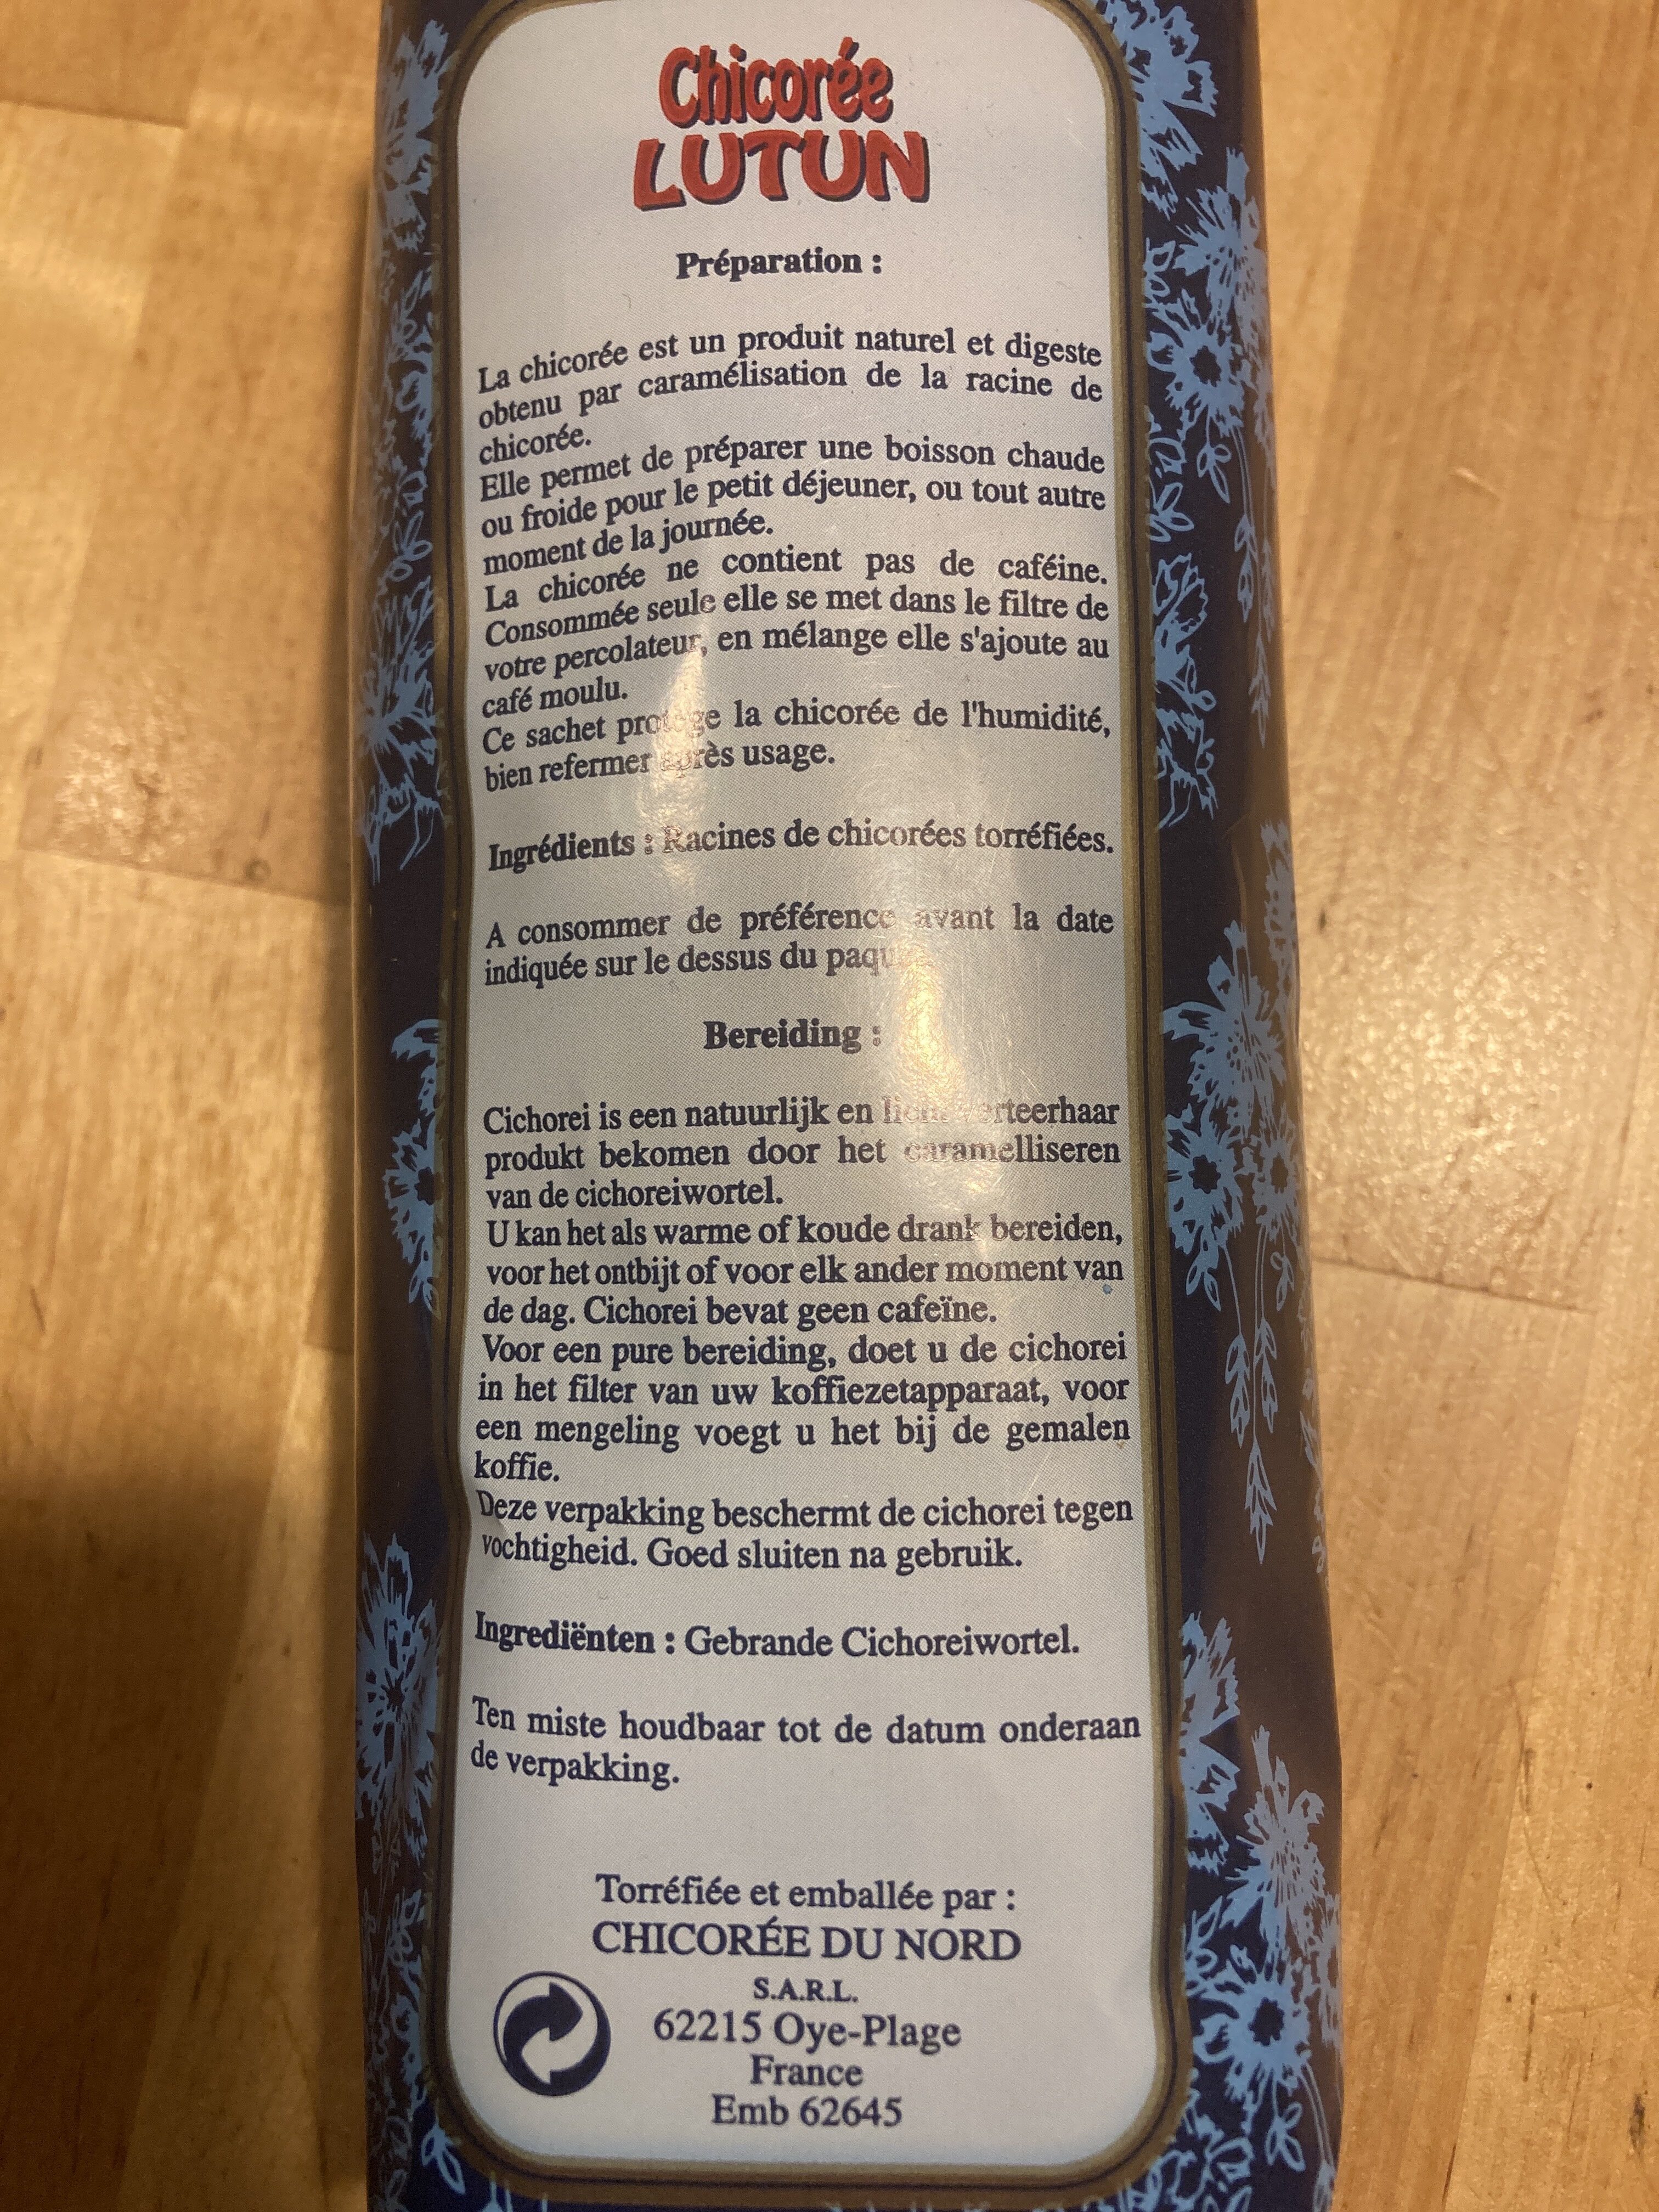 Chicorée
LUTUN
Préparation :
La chicorée est un produit naturel et digeste
obtenu par caramélisation de la racine de
chicorée.
Elle permet de préparer une boisson chaude
ou froide pour le petit déjeuner, ou tout autre
moment de la journée.
La chicorée ne contient pas de caféine.
Consommée seule elle se met dans le filtre de
votre percolateur, en mélange elle s'ajoute au
café moulu.
Ce sachet protège la chicorée de l'humidité,
bien refermer après usage.
Ingrédients : Racines de chicorées torréfiées.
A consommer de préférence avant la date
indiquée sur le dessus du
Bereiding :
Cichorei is een natuurlijk en
produkt bekomen door het caramelliseren
van de cichoreiwortel.
U kan het als warme of koude drank bereiden,
voor het ontbijt of voor elk ander moment van
de dag. Cichorei bevat geen cafeïne.
Voor een pure bereiding, doet u de cichorei
in het filter van uw koffiezetapparaat, voor
een mengeling voegt u het bij de gemalen
koffie.
Deze verpakking beschermt de cichorei tegen
vochtigheid. Goed sluiten na gebruik.
Ingrediënten : Gebrande Cichoreiwortel.
Ten miste houdbaar tot de datum onderaan
de verpakking.
Torréfiée et emballée par :
CHICORÉE DU NORD
S.A.R.L.
62215 Oye-Plage
France
Emb 62645